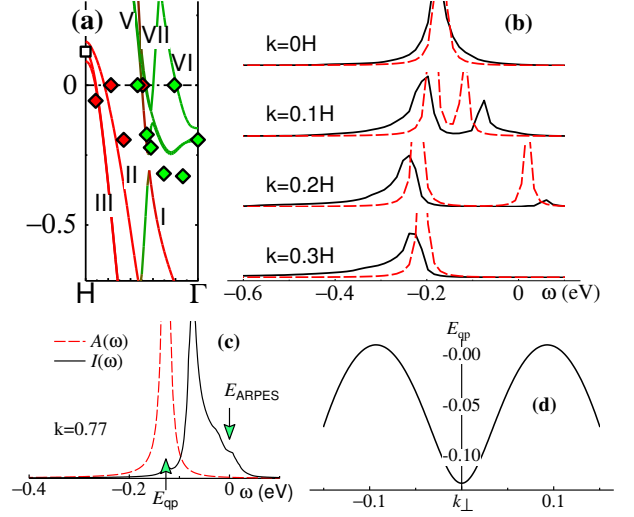 (a)
V
VII
VI
0
III
II
I
−0.5
H
Γ
(b)
k=0H
k=0.1H
k=0.2H
k=0.3H
−0.6
−0.4
−0.2
0
ω (eV)
(c)
A(ω)
I(ω)
E_ARPES
k=0.77
−0.4
−0.2
0
ω (eV)
E_qp
E_qp
-0.00
(d)
-0.05
-0.10
−0.1
k_⊥
0.1